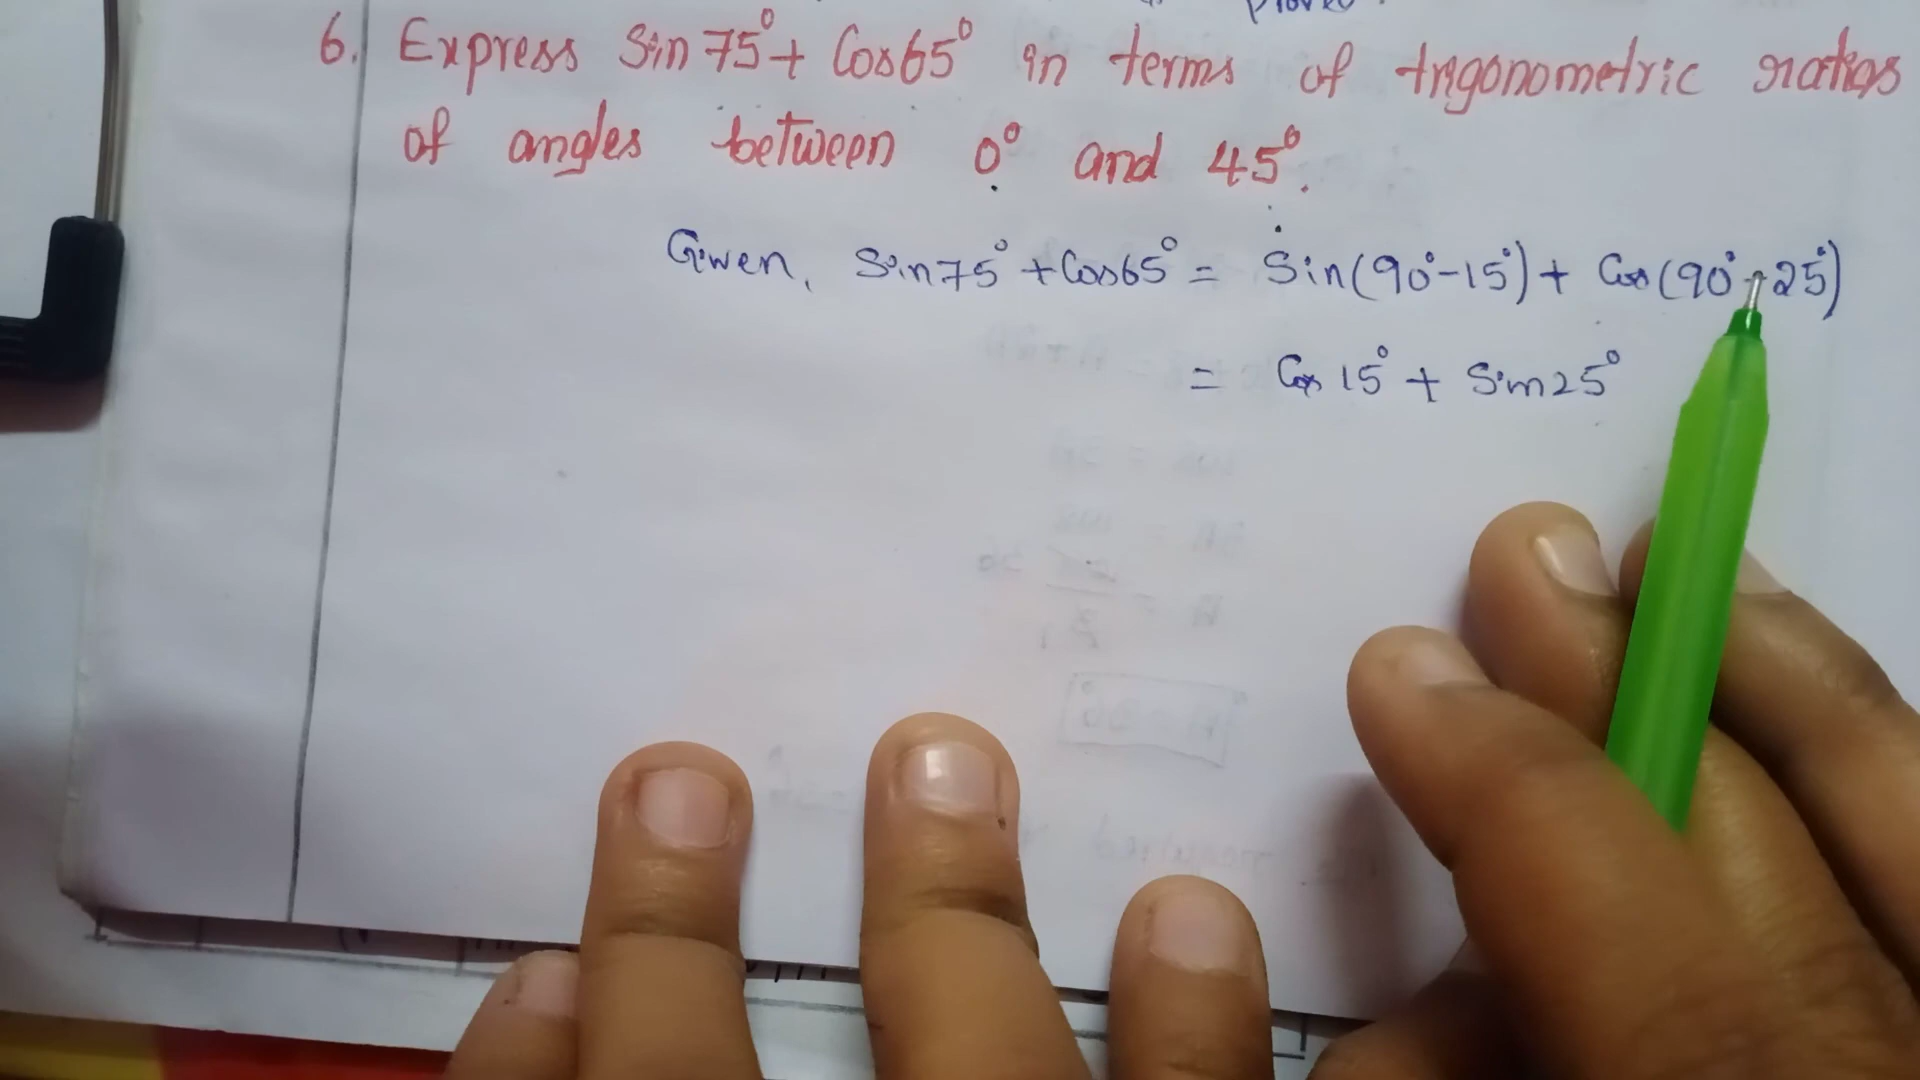 6. Express Sin 75° + Cos 65° in terms of trigonometric ratios
of angles between 0° and 45°.
Given, Sin 75° + Cos 65° = Sin(90° - 15°) + Cos(90° - 25°)
= Cos 15° + Sin 25°